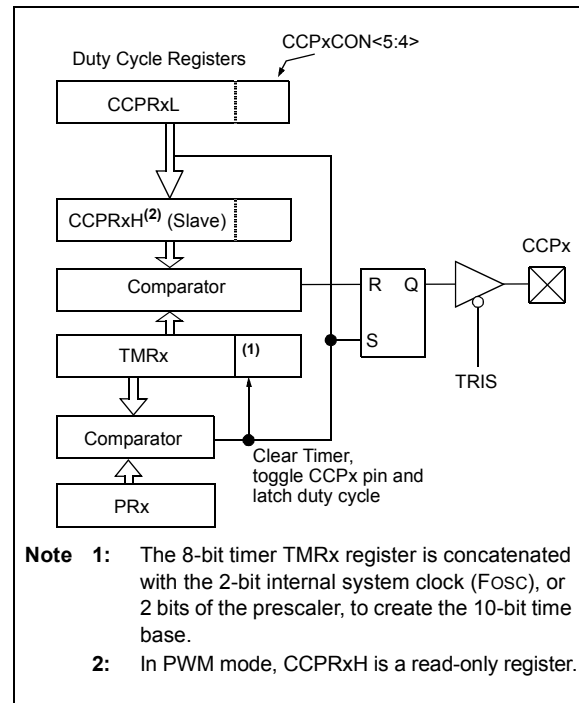 CCPxCON<5:4>
Duty Cycle Registers
CCPRxL
CCPRxH(2) (Slave)
CCPx
Comparator
R Q
TMRx (1)
S
TRIS
Comparator
Clear Timer,
toggle CCPx pin and
latch duty cycle
PRx
Note 1: The 8-bit timer TMRx register is concatenated
with the 2-bit internal system clock (FOSC), or
2 bits of the prescaler, to create the 10-bit time
base.
2: In PWM mode, CCPRxH is a read-only register.